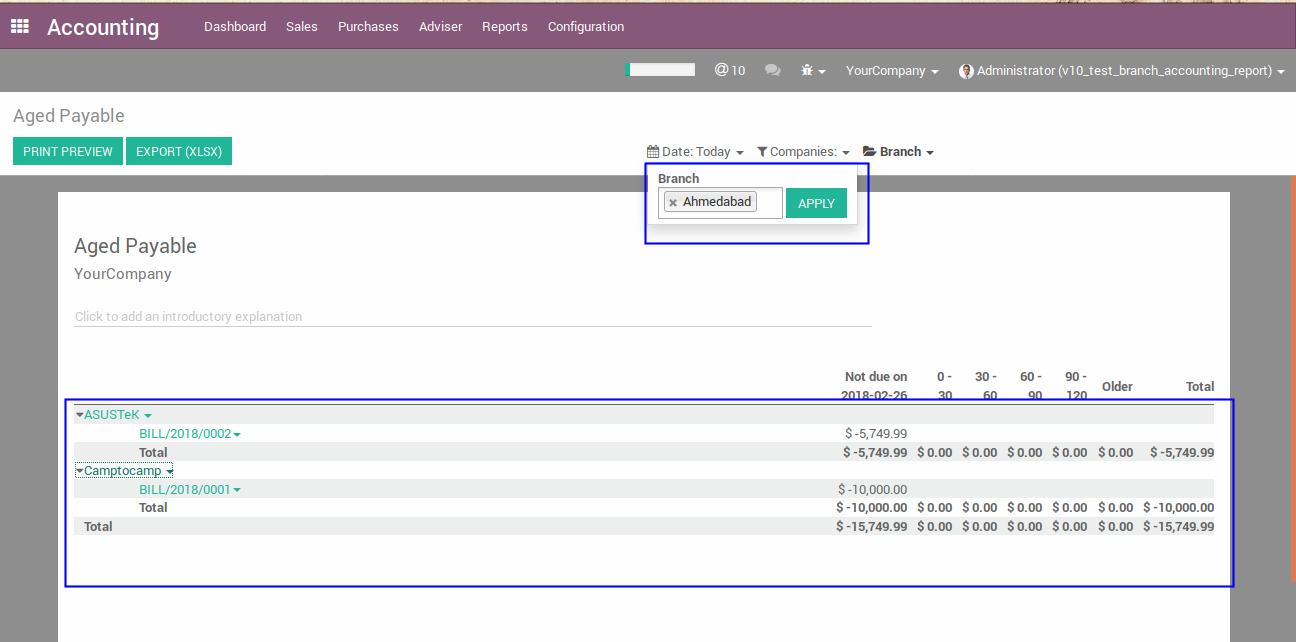 Accounting Dashboard Sales Purchases Adviser Reports Configuration
@ 10 YourCompany Administrator (v10_test_branch_accounting_report)
Aged Payable
PRINT PREVIEW EXPORT (XLSX) Date: Today Companies: Branch
Branch
× Ahmedabad APPLY
Aged Payable
YourCompany
Click to add an introductory explanation
Not due on 0 - 30 - 60 - 90 - Older Total
2018-02-26 30 60 90 120
ASUSTeK
BILL/2018/0002 $ -5,749.99
Total $ -5,749.99 $ 0.00 $ 0.00 $ 0.00 $ 0.00 $ 0.00 $ -5,749.99
Camptocamp
BILL/2018/0001 $ -10,000.00
Total $ -10,000.00 $ 0.00 $ 0.00 $ 0.00 $ 0.00 $ 0.00 $ -10,000.00
Total $ -15,749.99 $ 0.00 $ 0.00 $ 0.00 $ 0.00 $ 0.00 $ -15,749.99